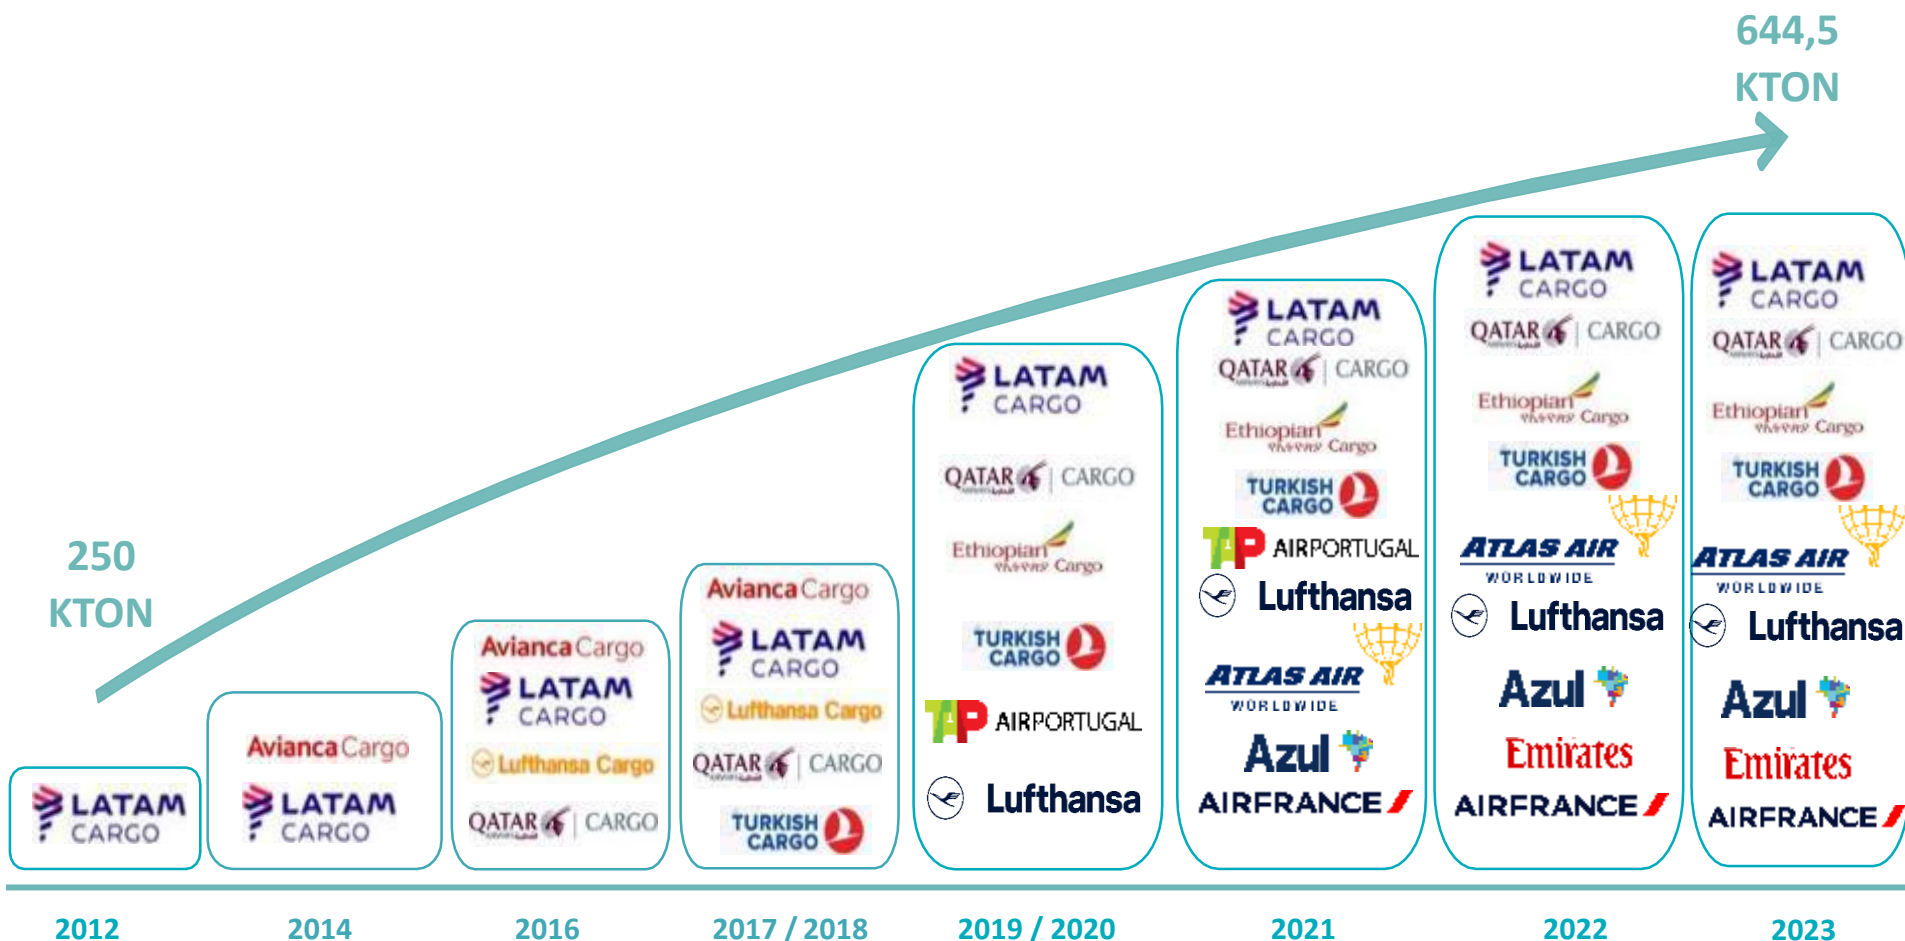 644,5
KTON
250
KTON
LATAM
CARGO
Avianca Cargo
LATAM
CARGO
Avianca Cargo
LATAM
CARGO
Lufthansa Cargo
QATAR | CARGO
Avianca Cargo
LATAM
CARGO
Lufthansa Cargo
QATAR | CARGO
TURKISH
CARGO
LATAM
CARGO
QATAR | CARGO
Ethiopian
Cargo
TURKISH
CARGO
TAP AIRPORTUGAL
Lufthansa
LATAM
CARGO
QATAR | CARGO
Ethiopian
Cargo
TURKISH
CARGO
TAP AIRPORTUGAL
Lufthansa
ATLAS AIR
WORLDWIDE
Azul
AIRFRANCE
LATAM
CARGO
QATAR | CARGO
Ethiopian
Cargo
TURKISH
CARGO
ATLAS AIR
WORLDWIDE
Lufthansa
Azul
Emirates
AIRFRANCE
LATAM
CARGO
QATAR | CARGO
Ethiopian
Cargo
TURKISH
CARGO
ATLAS AIR
WORLDWIDE
Lufthansa
Azul
Emirates
AIRFRANCE
2012 2014 2016 2017 / 2018 2019 / 2020 2021 2022 2023